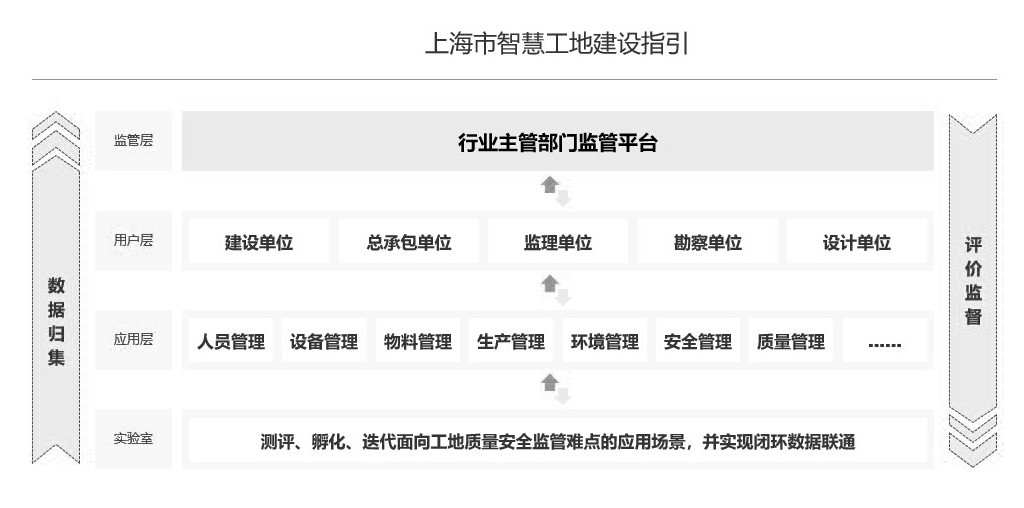 上海市智慧工地建设指引
监管层
行业主管部门监管平台
用户层
建设单位
总承包单位
监理单位
勘察单位
设计单位
应用层
人员管理
设备管理
物料管理
生产管理
环境管理
安全管理
质量管理
......
实验室
测评、孵化、迭代面向工地质量安全监管难点的应用场景，并实现闭环数据联通
数据归集
评价监督